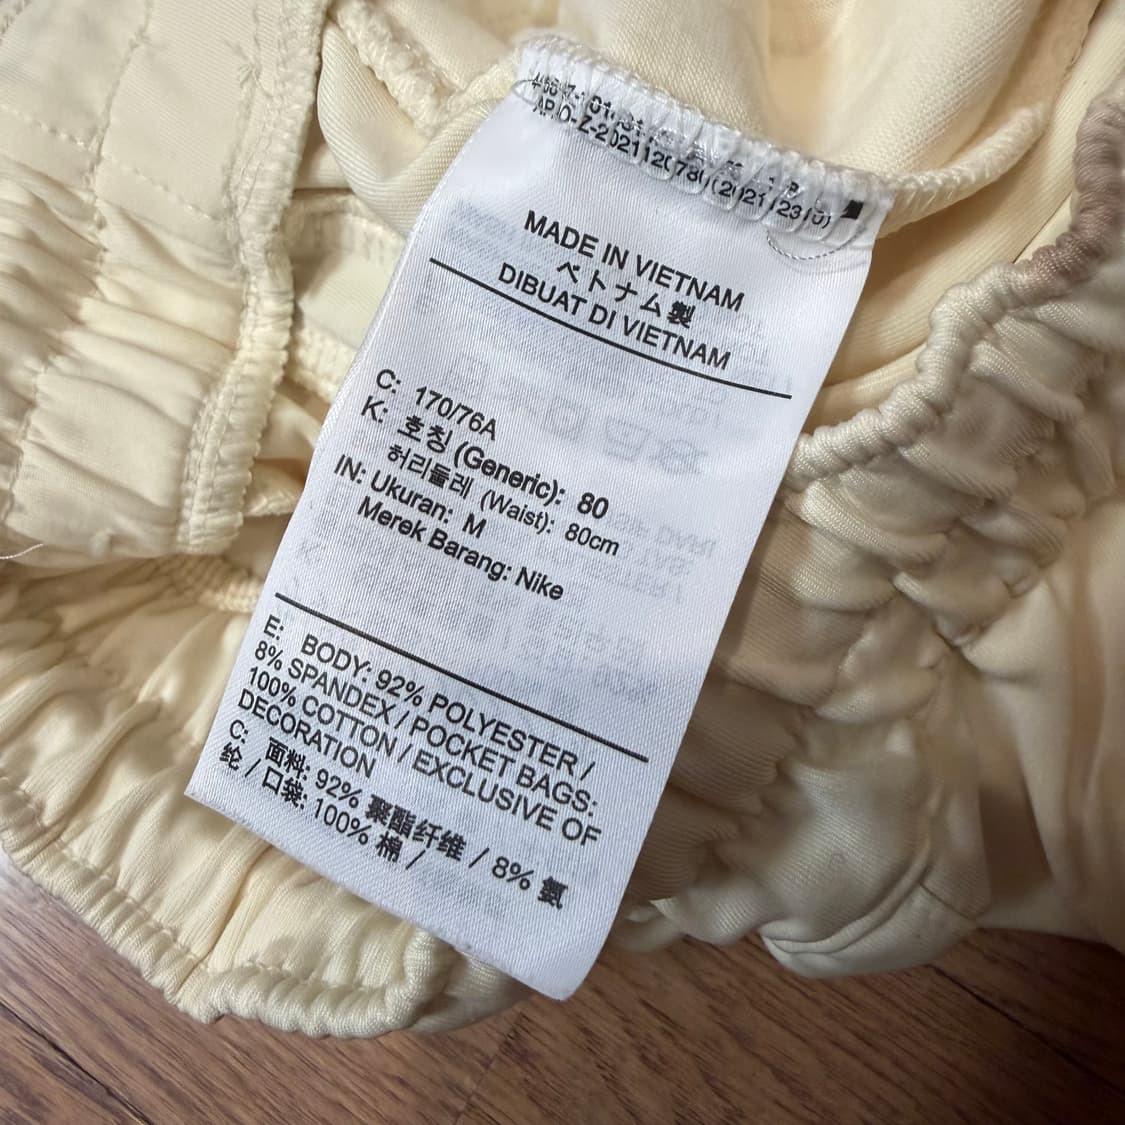 MADE IN VIETNAM
ベトナム製
DIBUAT DI VIETNAM
C: 170/76A
K: 호칭 (Generic): 80
허리둘레 (Waist): 80cm
IN: Ukuran: M
Merek Barang: Nike
E: BODY: 92% POLYESTER /
8% SPANDEX / POCKET BAGS:
100% COTTON / EXCLUSIVE OF
DECORATION
C: 面料: 92% 聚酯纤维 / 8% 氨
纶 / 口袋: 100% 棉 /